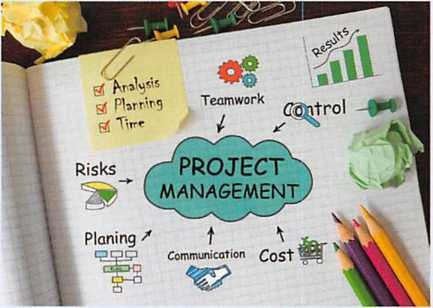 Analysis
Planning
Time
Teamwork
Results
Control
Risks
PROJECT
MANAGEMENT
Planing
Communication
Cost